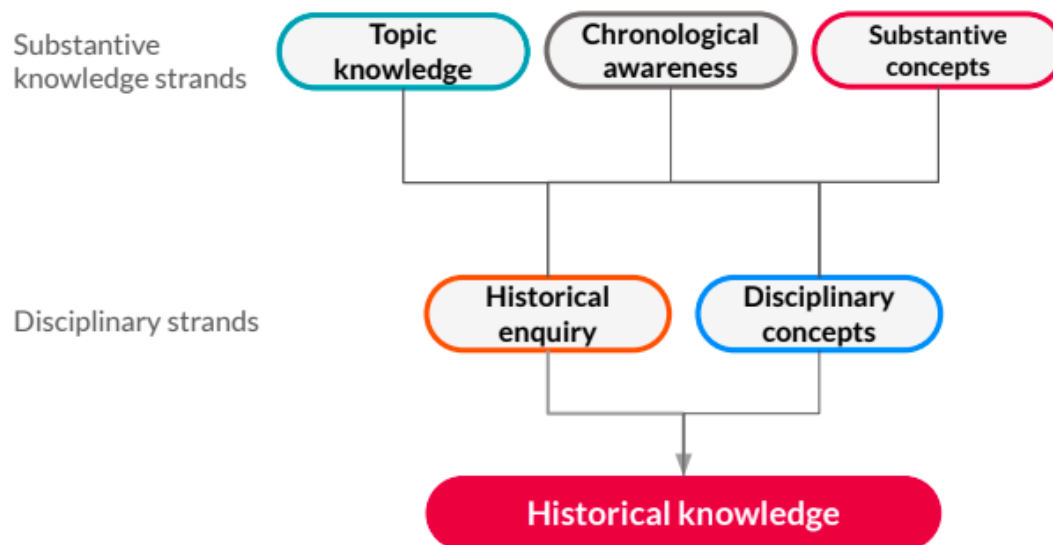 Substantive
knowledge strands
Topic
knowledge
Chronological
awareness
Substantive
concepts
Disciplinary strands
Historical
enquiry
Disciplinary
concepts
Historical knowledge